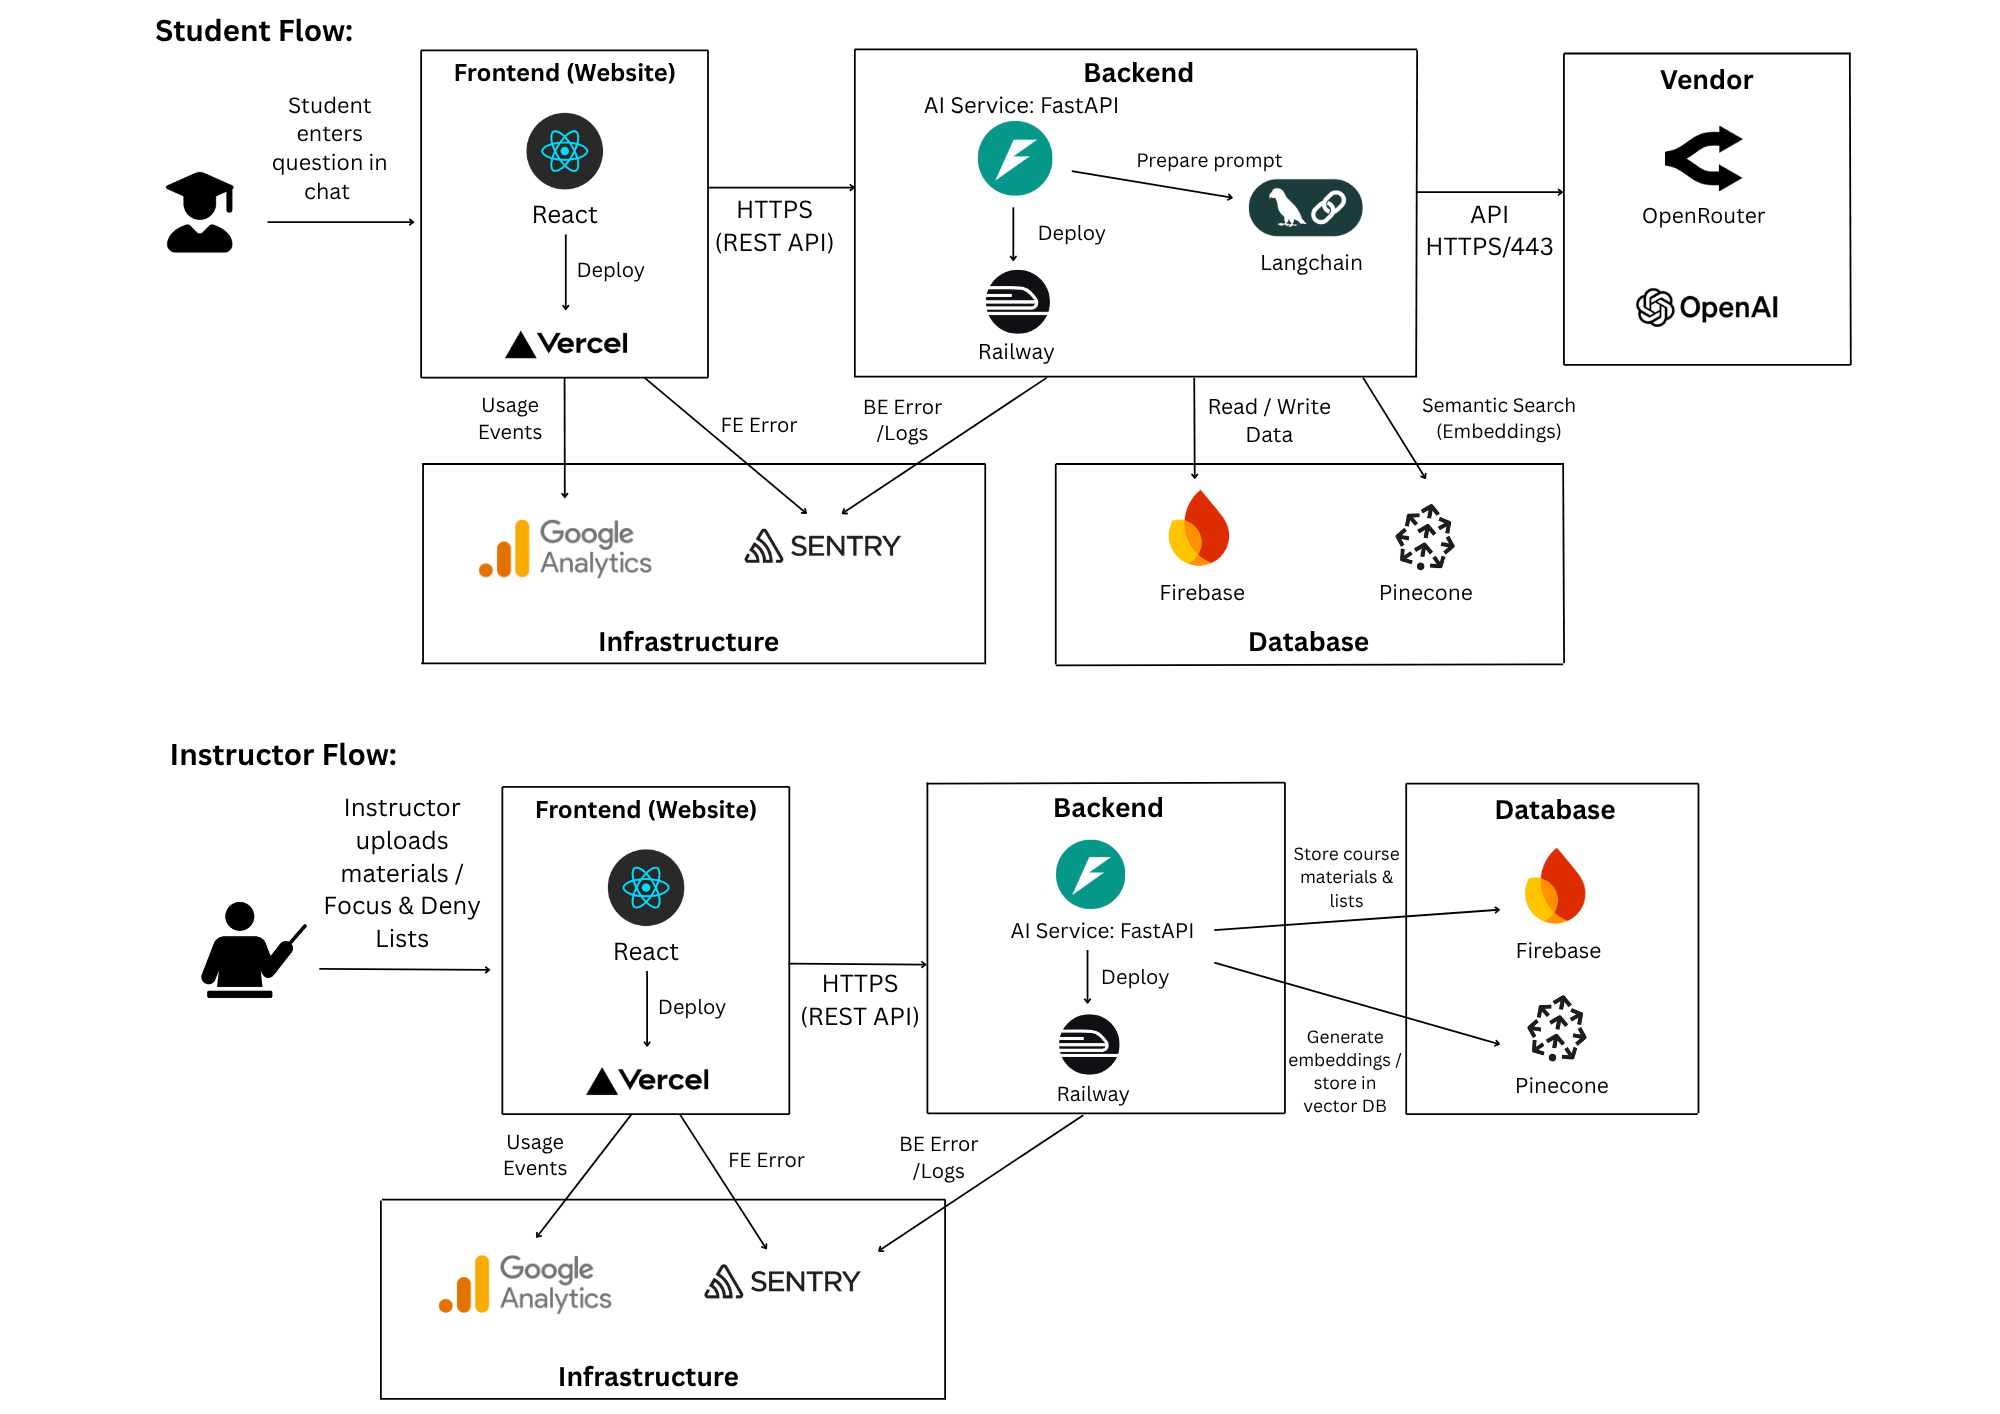 Student Flow:
Student
enters
question in
chat
Frontend (Website)
React
Deploy
Vercel
HTTPS
(REST API)
Backend
AI Service: FastAPI
Prepare prompt
Deploy
Langchain
Railway
API
HTTPS/443
Vendor
OpenRouter
OpenAI
Usage
Events
FE Error
BE Error
/Logs
Read / Write
Data
Semantic Search
(Embeddings)
Google
Analytics
SENTRY
Infrastructure
Firebase
Pinecone
Database
Instructor Flow:
Instructor
uploads
materials /
Focus & Deny
Lists
Frontend (Website)
React
Deploy
Vercel
HTTPS
(REST API)
Backend
AI Service: FastAPI
Deploy
Railway
Store course
materials &
lists
Generate
embeddings /
store in
vector DB
Database
Firebase
Pinecone
Usage
Events
FE Error
BE Error
/Logs
Google
Analytics
SENTRY
Infrastructure